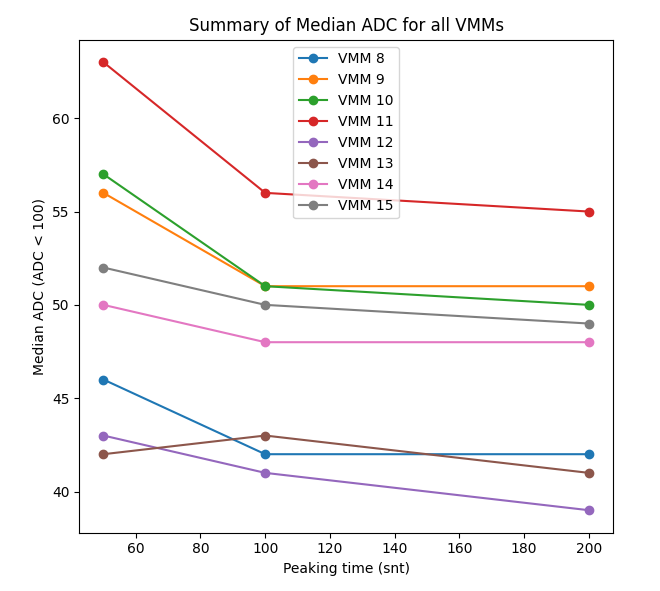 Summary of Median ADC for all VMMs
VMM 8
VMM 9
VMM 10
VMM 11
VMM 12
VMM 13
VMM 14
VMM 15
60
55
50
45
40
Median ADC (ADC < 100)
60 80 100 120 140 160 180 200
Peaking time (snt)